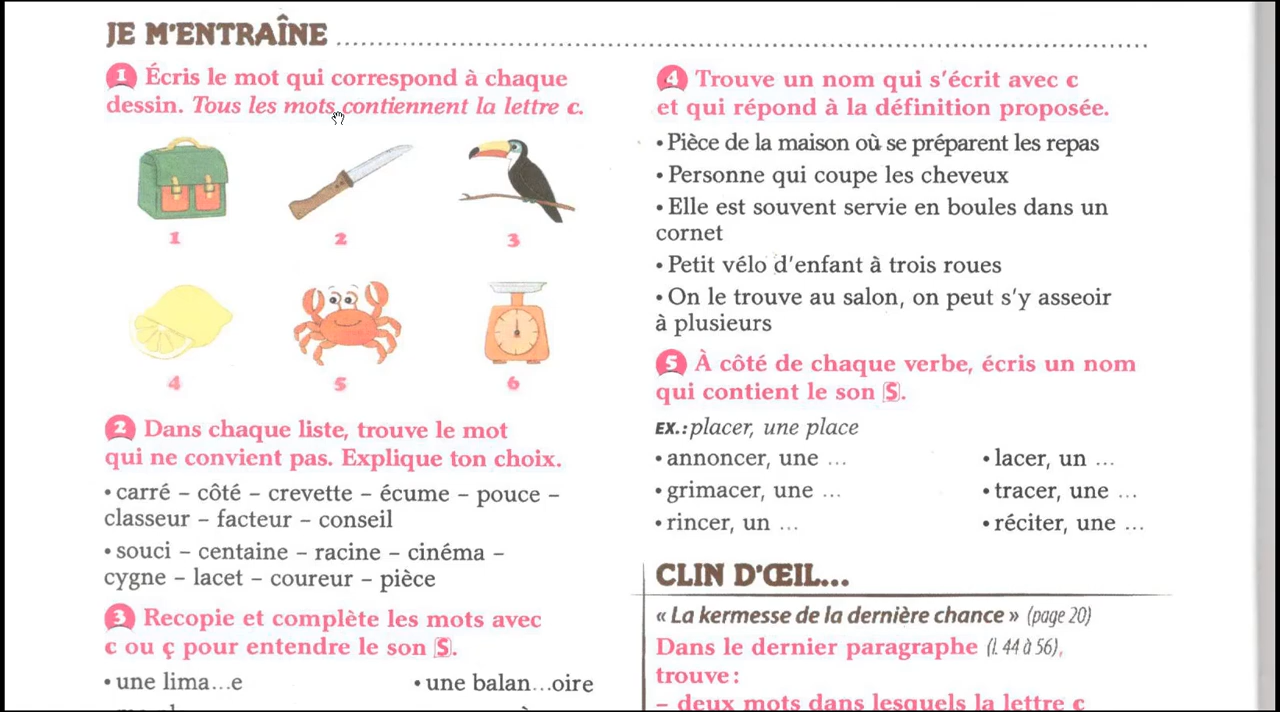 JE M'ENTRAÎNE
1 Écris le mot qui correspond à chaque
dessin. Tous les mots contiennent la lettre c.
1
2
3
4
5
6
2 Dans chaque liste, trouve le mot
qui ne convient pas. Explique ton choix.
• carré – côté – crevette – écume – pouce –
classeur – facteur – conseil
• souci – centaine – racine – cinéma –
cygne – lacet – coureur – pièce
3 Recopie et complète les mots avec
c ou ç pour entendre le son S.
• une lima...e
• une balan...oire
4 Trouve un nom qui s'écrit avec c
et qui répond à la définition proposée.
• Pièce de la maison où se préparent les repas
• Personne qui coupe les cheveux
• Elle est souvent servie en boules dans un
cornet
• Petit vélo d'enfant à trois roues
• On le trouve au salon, on peut s'y asseoir
à plusieurs
5 À côté de chaque verbe, écris un nom
qui contient le son S.
EX.: placer, une place
• annoncer, une ...
• lacer, un ...
• grimacer, une ...
• tracer, une ...
• rincer, un ...
• réciter, une ...
CLIN D'ŒIL...
« La kermesse de la dernière chance » (page 20)
Dans le dernier paragraphe (l. 44 à 56),
trouve :
– deux mots dans lesquels la lettre c